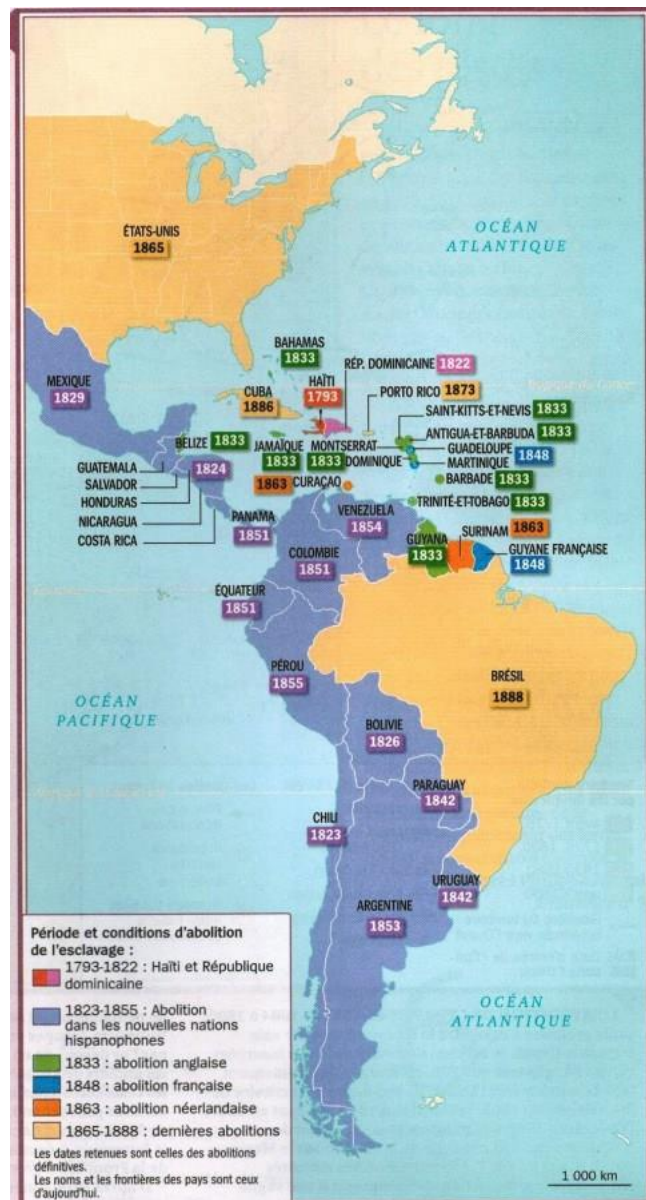 OCÉAN
ATLANTIQUE
ÉTATS-UNIS
1865
BAHAMAS
1833
RÉP. DOMINICAINE 1822
MEXIQUE
1829
CUBA
1886
HAÏTI
1793
PORTO RICO 1873
SAINT-KITTS-ET-NEVIS 1833
ANTIGUA-ET-BARBUDA 1833
BELIZE 1833
JAMAÏQUE
1833
MONTSERRAT
1833
GUADELOUPE
MARTINIQUE
1848
DOMINIQUE
BARBADE 1833
GUATEMALA
SALVADOR
HONDURAS
NICARAGUA
COSTA RICA
1824
1863 CURAÇAO
TRINITÉ-ET-TOBAGO 1833
PANAMA
1851
VENEZUELA
1854
GUYANA
1833
SURINAM 1863
GUYANE FRANÇAISE
1848
COLOMBIE
1851
ÉQUATEUR
1851
PÉROU
1855
BRÉSIL
1888
OCÉAN
PACIFIQUE
BOLIVIE
1826
PARAGUAY
1842
CHILI
1823
URUGUAY
1842
ARGENTINE
1853
OCÉAN
ATLANTIQUE
Période et conditions d'abolition
de l'esclavage :
1793-1822 : Haïti et République
dominicaine
1823-1855 : Abolition
dans les nouvelles nations
hispanophones
1833 : abolition anglaise
1848 : abolition française
1863 : abolition néerlandaise
1865-1888 : dernières abolitions
Les dates retenues sont celles des abolitions
définitives.
Les noms et les frontières des pays sont ceux
d'aujourd'hui.
1 000 km